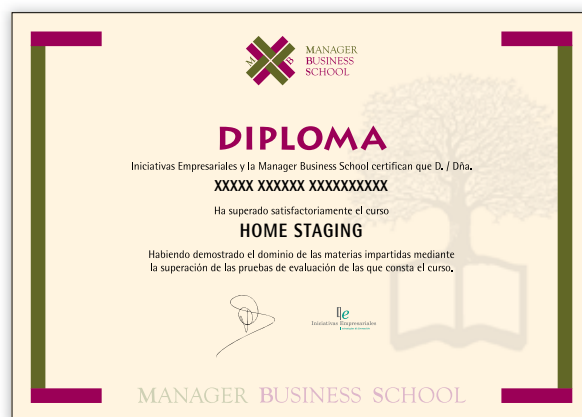 MANAGER
BUSINESS
SCHOOL
M B
DIPLOMA
Iniciativas Empresariales y la Manager Business School certifican que D. / Dña.
XXXXX XXXXXX XXXXXXXXXX
Ha superado satisfactoriamente el curso
HOME STAGING
Habiendo demostrado el dominio de las materias impartidas mediante
la superación de las pruebas de evaluación de las que consta el curso.
Ie
Iniciativas Empresariales
MANAGER BUSINESS SCHOOL